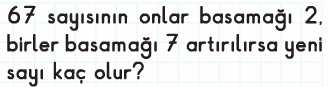 67 sayısının onlar basamağı 2,
birler basamağı 7 artırılırsa yeni
sayı kaç olur?